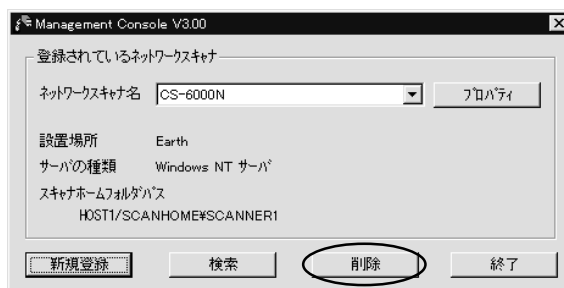 Management Console V3.00
登録されているネットワークスキャナ
ネットワークスキャナ名 CS-6000N プロパティ
設置場所 Earth
サーバの種類 Windows NT サーバ
スキャナホームフォルダパス
HOST1/SCANHOME¥SCANNER1
新規登録 検索 削除 終了